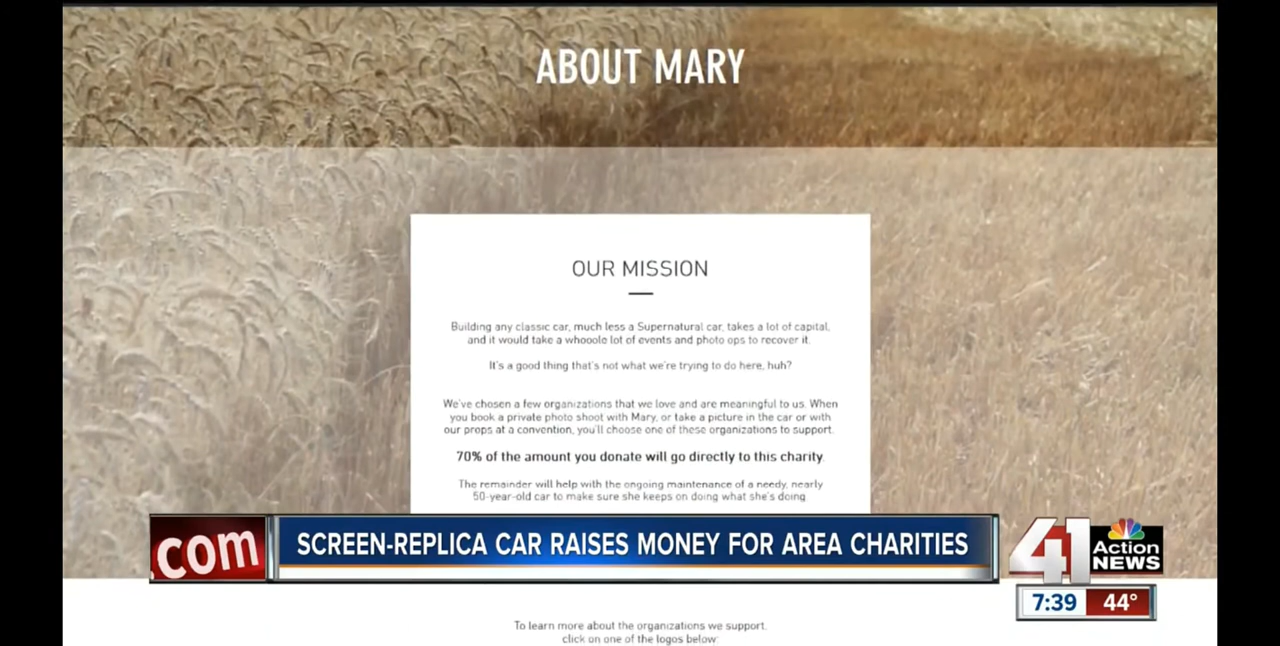 ABOUT MARY
OUR MISSION
Building any classic car, much less a Supernatural car, takes a lot of capital,
and it would take a whooole lot of events and photo ops to recover it.
It's a good thing that's not what we're trying to do here, huh?
We've chosen a few organizations that we love and are meaningful to us. When
you book a private photo shoot with Mary, or take a picture in the car or with
our props at a convention, you'll choose one of these organizations to support.
70% of the amount you donate will go directly to this charity.
The remainder will help with the ongoing maintenance of a needy, nearly
50-year-old car to make sure she keeps on doing what she's doing
.com
SCREEN-REPLICA CAR RAISES MONEY FOR AREA CHARITIES
41 Action NEWS
7:39 44°
To learn more about the organizations we support,
click on one of the logos below: